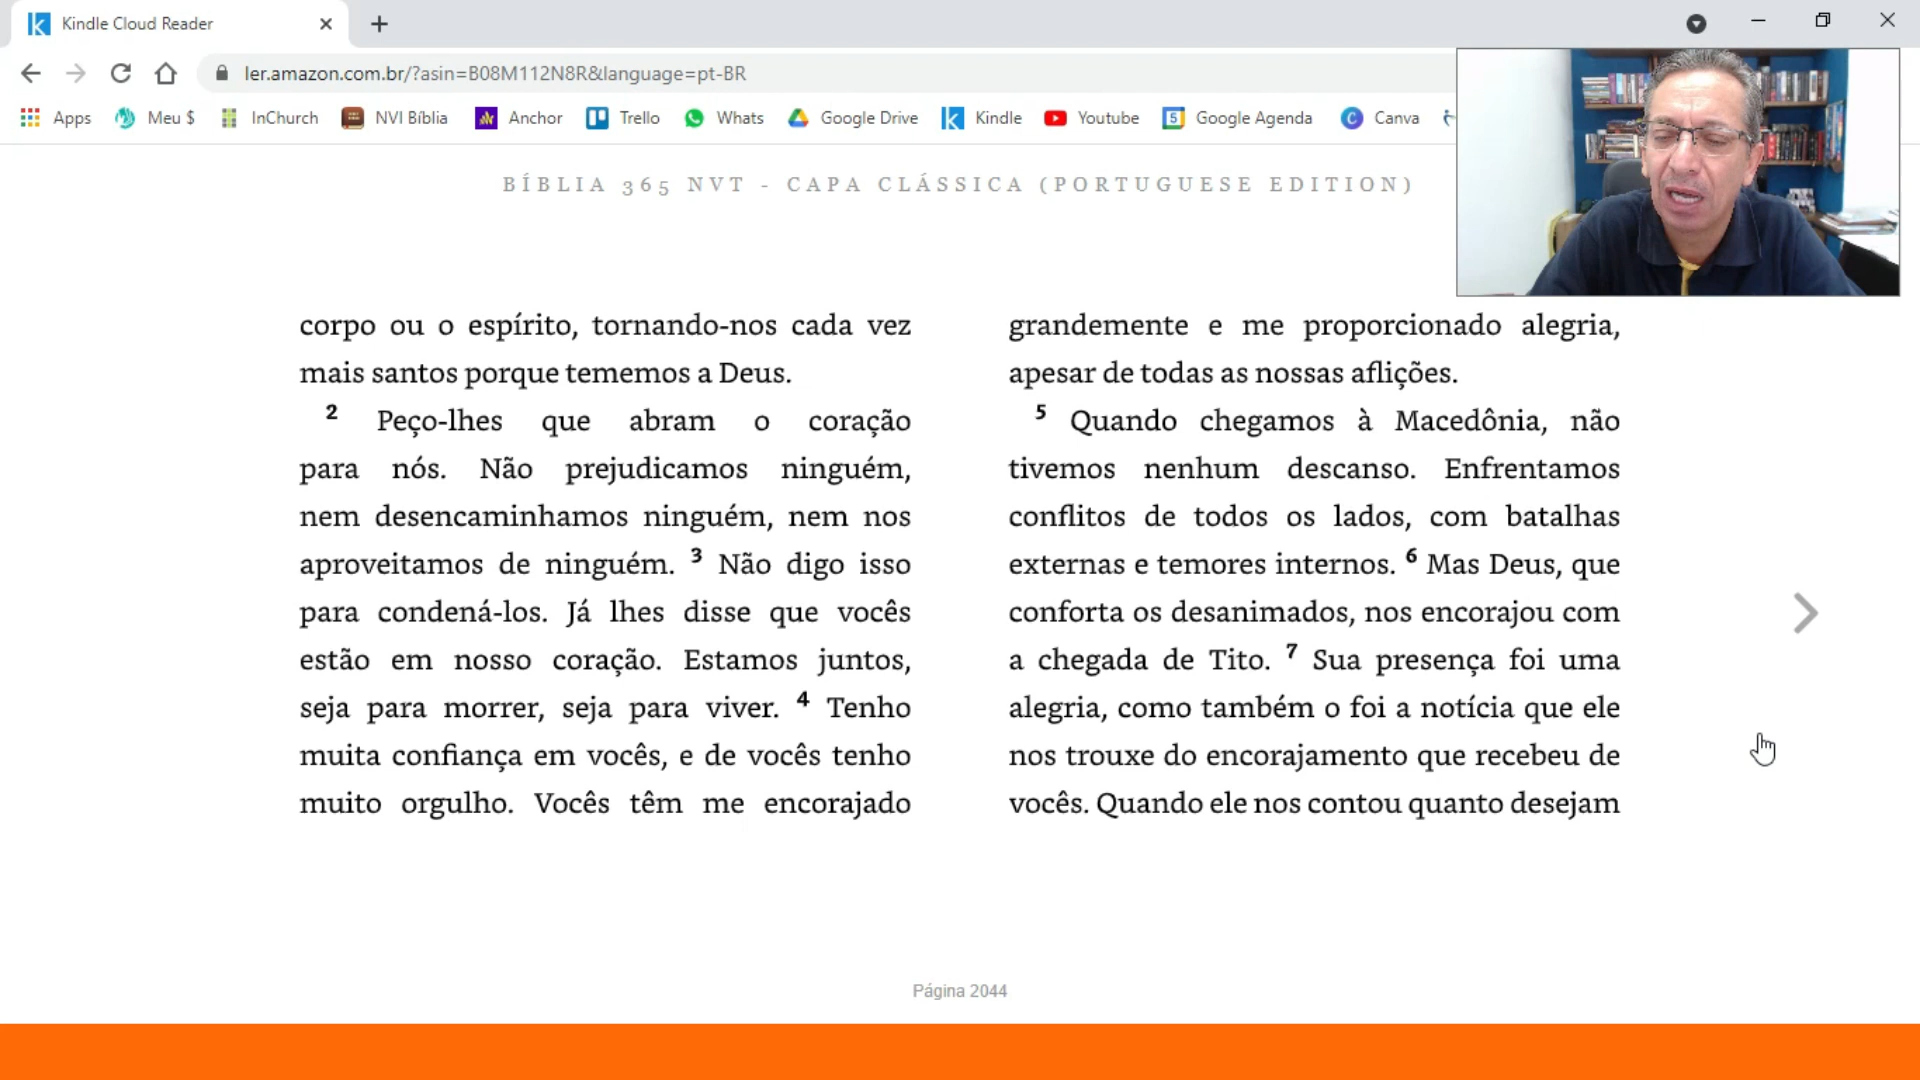 Kindle Cloud Reader
ler.amazon.com.br/?asin=B08M112N8R&language=pt-BR
Apps Meu $ InChurch NVI Bíblia Anchor Trello Whats Google Drive Kindle Youtube 5 Google Agenda C Canva
BÍBLIA 365 NVT - CAPA CLÁSSICA (PORTUGUESE EDITION)
corpo ou o espírito, tornando-nos cada vez
mais santos porque tememos a Deus.
2 Peço-lhes que abram o coração
para nós. Não prejudicamos ninguém,
nem desencaminhamos ninguém, nem nos
aproveitamos de ninguém. 3 Não digo isso
para condená-los. Já lhes disse que vocês
estão em nosso coração. Estamos juntos,
seja para morrer, seja para viver. 4 Tenho
muita confiança em vocês, e de vocês tenho
muito orgulho. Vocês têm me encorajado
grandemente e me proporcionado alegria,
apesar de todas as nossas aflições.
5 Quando chegamos à Macedônia, não
tivemos nenhum descanso. Enfrentamos
conflitos de todos os lados, com batalhas
externas e temores internos. 6 Mas Deus, que
conforta os desanimados, nos encorajou com
a chegada de Tito. 7 Sua presença foi uma
alegria, como também o foi a notícia que ele
nos trouxe do encorajamento que recebeu de
vocês. Quando ele nos contou quanto desejam
Página 2044